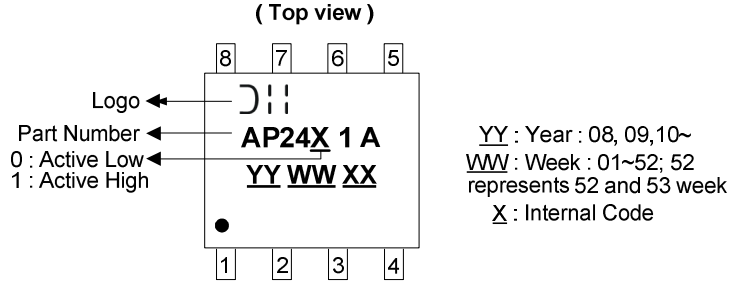 ( Top view )
8 7 6 5
Logo
Part Number
AP24X 1 A
0 : Active Low
1 : Active High
YY WW XX
YY : Year : 08, 09,10~
WW : Week : 01~52; 52
represents 52 and 53 week
X : Internal Code
1 2 3 4